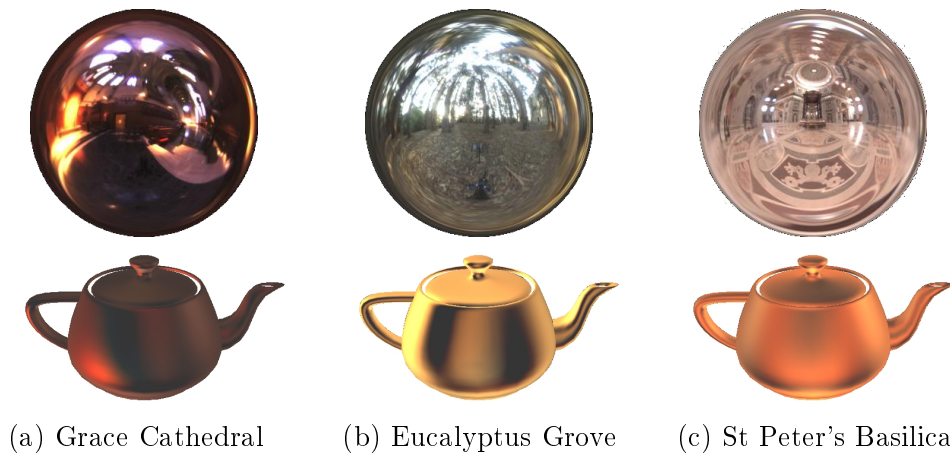 (a) Grace Cathedral
(b) Eucalyptus Grove
(c) St Peter's Basilica